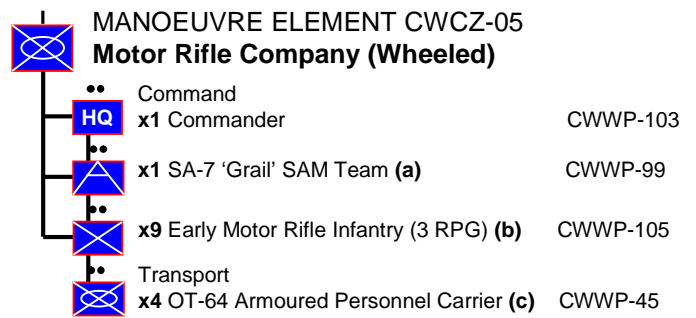 MANOEUVRE ELEMENT CWCZ-05
Motor Rifle Company (Wheeled)
Command
HQ x1 Commander CWWP-103
x1 SA-7 ‘Grail’ SAM Team (a) CWWP-99
x9 Early Motor Rifle Infantry (3 RPG) (b) CWWP-105
Transport
x4 OT-64 Armoured Personnel Carrier (c) CWWP-45